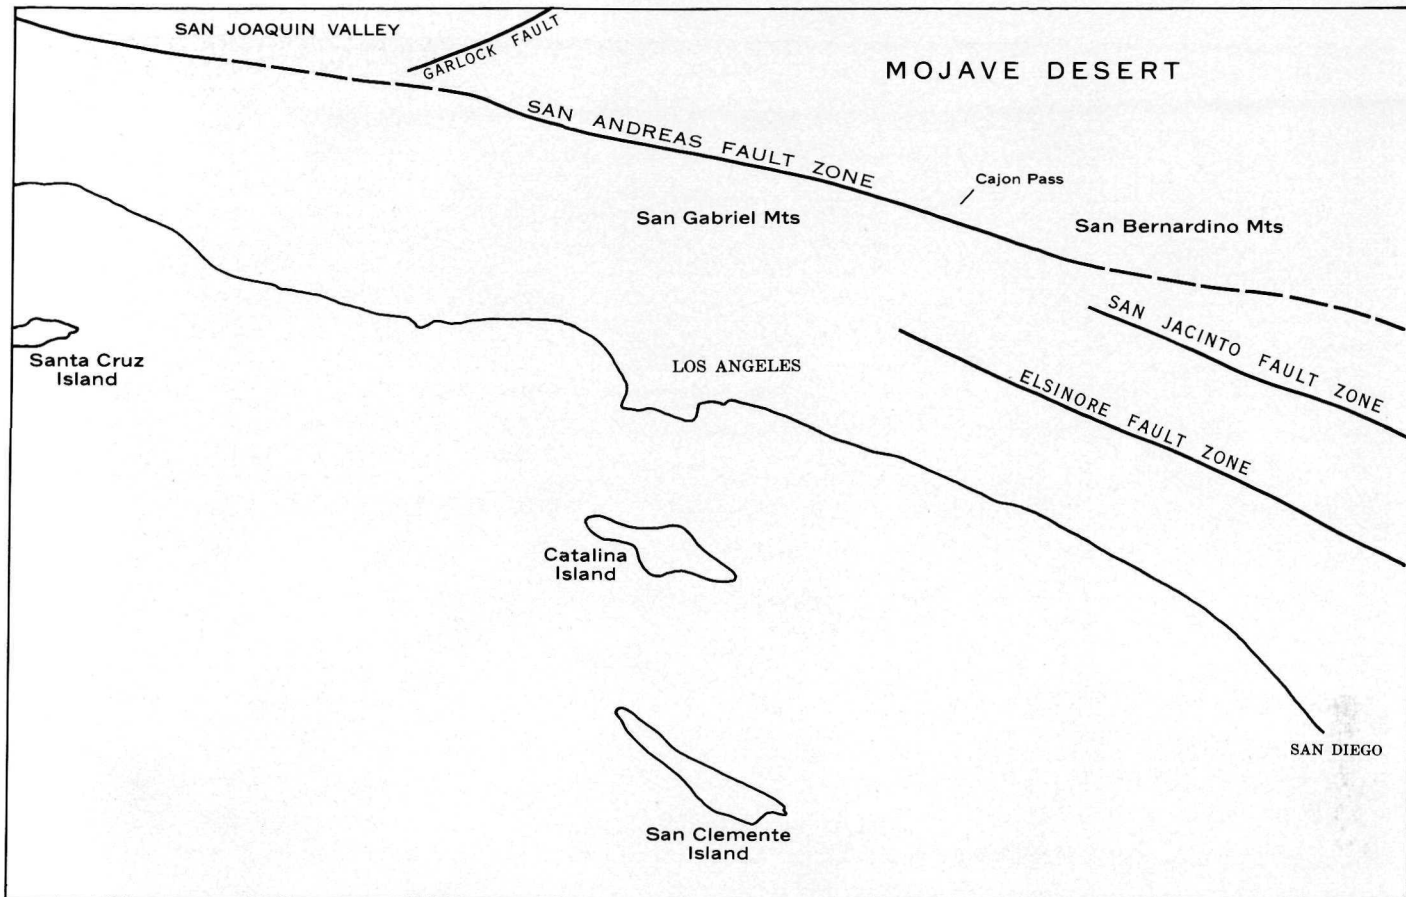 SAN JOAQUIN VALLEY
GARLOCK FAULT
MOJAVE DESERT
SAN ANDREAS FAULT ZONE
Cajon Pass
San Gabriel Mts
San Bernardino Mts
SAN JACINTO FAULT ZONE
Santa Cruz
Island
LOS ANGELES
ELSINORE FAULT ZONE
Catalina
Island
SAN DIEGO
San Clemente
Island